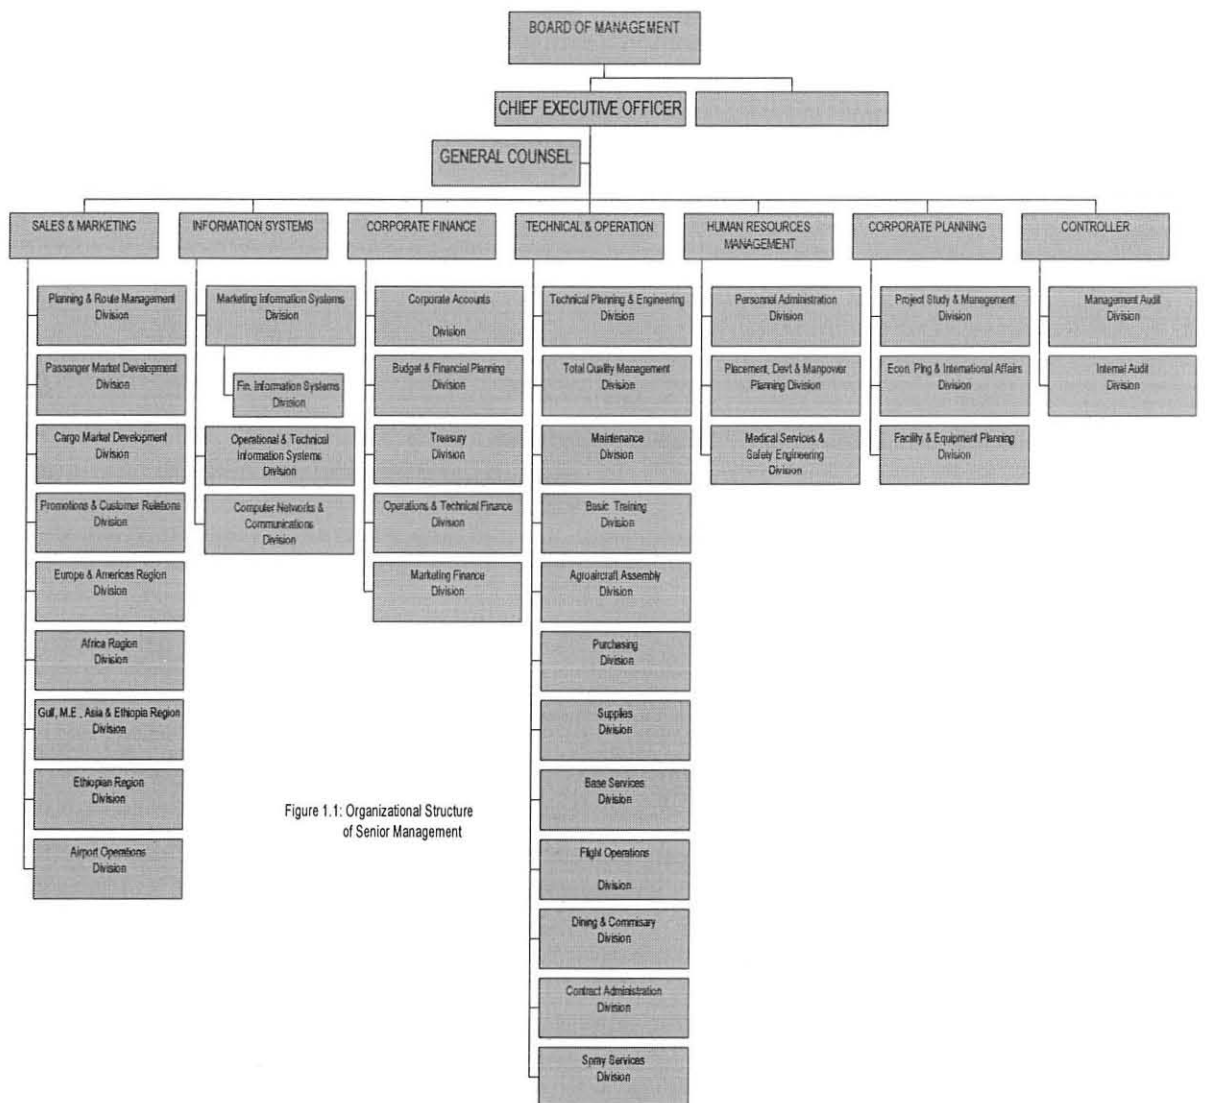 BOARD OF MANAGEMENT
CHIEF EXECUTIVE OFFICER
GENERAL COUNSEL
SALES & MARKETING
Planning & Route Management
Division
Passenger Market Development
Division
Cargo Market Development
Division
Promotions & Customer Relations
Division
Europe & Americas Region
Division
Africa Region
Division
Gulf, M.E., Asia & Ethiopia Region
Division
Ethiopian Region
Division
Airport Operations
Division
INFORMATION SYSTEMS
Marketing Information Systems
Division
Fin. Information Systems
Division
Operational & Technical
Information Systems
Division
Computer Networks &
Communications
Division
CORPORATE FINANCE
Corporate Accounts
Division
Budget & Financial Planning
Division
Treasury
Division
Operations & Technical Finance
Division
Marketing Finance
Division
TECHNICAL & OPERATION
Technical Planning & Engineering
Division
Total Quality Management
Division
Maintenance
Division
Basic Training
Division
Agroaircraft Assembly
Division
Purchasing
Division
Supplies
Division
Base Services
Division
Flight Operations
Division
Dining & Commisary
Division
Contract Administration
Division
Spray Services
Division
HUMAN RESOURCES
MANAGEMENT
Personnel Administration
Division
Placement, Devt & Manpower
Planning Division
Medical Services &
Safety Engineering
Division
CORPORATE PLANNING
Project Study & Management
Division
Econ. Plng & International Affairs
Division
Facility & Equipment Planning
Division
CONTROLLER
Management Audit
Division
Internal Audit
Division
Figure 1.1: Organizational Structure
of Senior Management